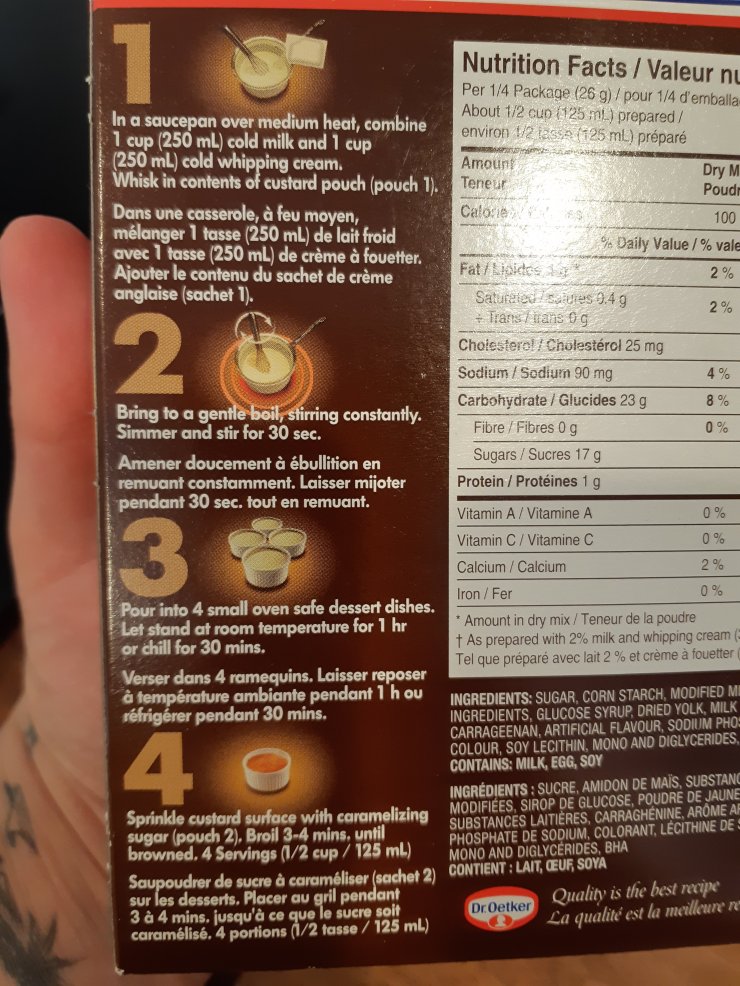 1
In a saucepan over medium heat, combine
1 cup (250 mL) cold milk and 1 cup
(250 mL) cold whipping cream.
Whisk in contents of custard pouch (pouch 1).
Dans une casserole, à feu moyen,
mélanger 1 tasse (250 mL) de lait froid
avec 1 tasse (250 mL) de crème à fouetter.
Ajouter le contenu du sachet de crème
anglaise (sachet 1).
2
Bring to a gentle boil, stirring constantly.
Simmer and stir for 30 sec.
Amener doucement à ébullition en
remuant constamment. Laisser mijoter
pendant 30 sec. tout en remuant.
3
Pour into 4 small oven safe dessert dishes.
Let stand at room temperature for 1 hr
or chill for 30 mins.
Verser dans 4 ramequins. Laisser reposer
à température ambiante pendant 1 h ou
réfrigérer pendant 30 mins.
4
Sprinkle custard surface with caramelizing
sugar (pouch 2). Broil 3-4 mins. until
browned. 4 Servings (1/2 cup / 125 mL)
Saupoudrer de sucre à caraméliser (sachet 2)
sur les desserts. Placer au gril pendant
3 à 4 mins. jusqu'à ce que le sucre soit
caramélisé. 4 portions (1/2 tasse / 125 mL)
Nutrition Facts / Valeur nu
Per 1/4 Package (26 g) / pour 1/4 d'emballa
About 1/2 cup (125 mL) prepared /
environ 1/2 tasse (125 mL) préparé
Amount Dry M
Teneur Poudr
Calories 100
% Daily Value / % vale
Fat / Lipides * 2 %
Saturated / saturés 0.4 g 2 %
+ Trans / trans 0 g
Cholesterol / Cholestérol 25 mg
Sodium / Sodium 90 mg 4 %
Carbohydrate / Glucides 23 g 8 %
Fibre / Fibres 0 g 0 %
Sugars / Sucres 17 g
Protein / Protéines 1 g
Vitamin A / Vitamine A 0 %
Vitamin C / Vitamine C 0 %
Calcium / Calcium 2 %
Iron / Fer 0 %
* Amount in dry mix / Teneur de la poudre
† As prepared with 2% milk and whipping cream (
Tel que préparé avec lait 2 % et crème à fouetter (
INGREDIENTS: SUGAR, CORN STARCH, MODIFIED MI
INGREDIENTS, GLUCOSE SYRUP, DRIED YOLK, MILK
CARRAGEENAN, ARTIFICIAL FLAVOUR, SODIUM PHOS
COLOUR, SOY LECITHIN, MONO AND DIGLYCERIDES,
CONTAINS: MILK, EGG, SOY
INGRÉDIENTS : SUCRE, AMIDON DE MAÏS, SUBSTANC
MODIFIÉES, SIROP DE GLUCOSE, POUDRE DE JAUNE
SUBSTANCES LAITIÈRES, CARRAGHÉNINE, ARÔME AR
PHOSPHATE DE SODIUM, COLORANT, LÉCITHINE DE S
MONO AND DIGLYCÉRIDES, BHA
CONTIENT : LAIT, ŒUF, SOYA
Dr.Oetker
Quality is the best recipe
La qualité est la meilleure re